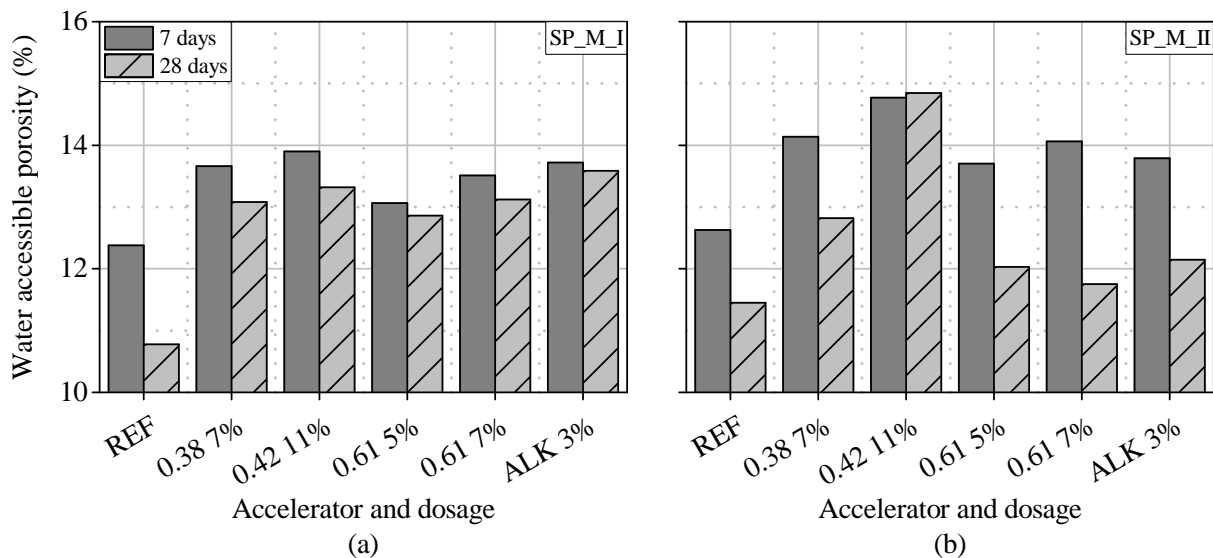 Water accessible porosity (%)
16
14
12
10
7 days
28 days
SP_M_I
REF
0.38 7%
0.42 11%
0.61 5%
0.61 7%
ALK 3%
Accelerator and dosage
(a)
SP_M_II
REF
0.38 7%
0.42 11%
0.61 5%
0.61 7%
ALK 3%
Accelerator and dosage
(b)